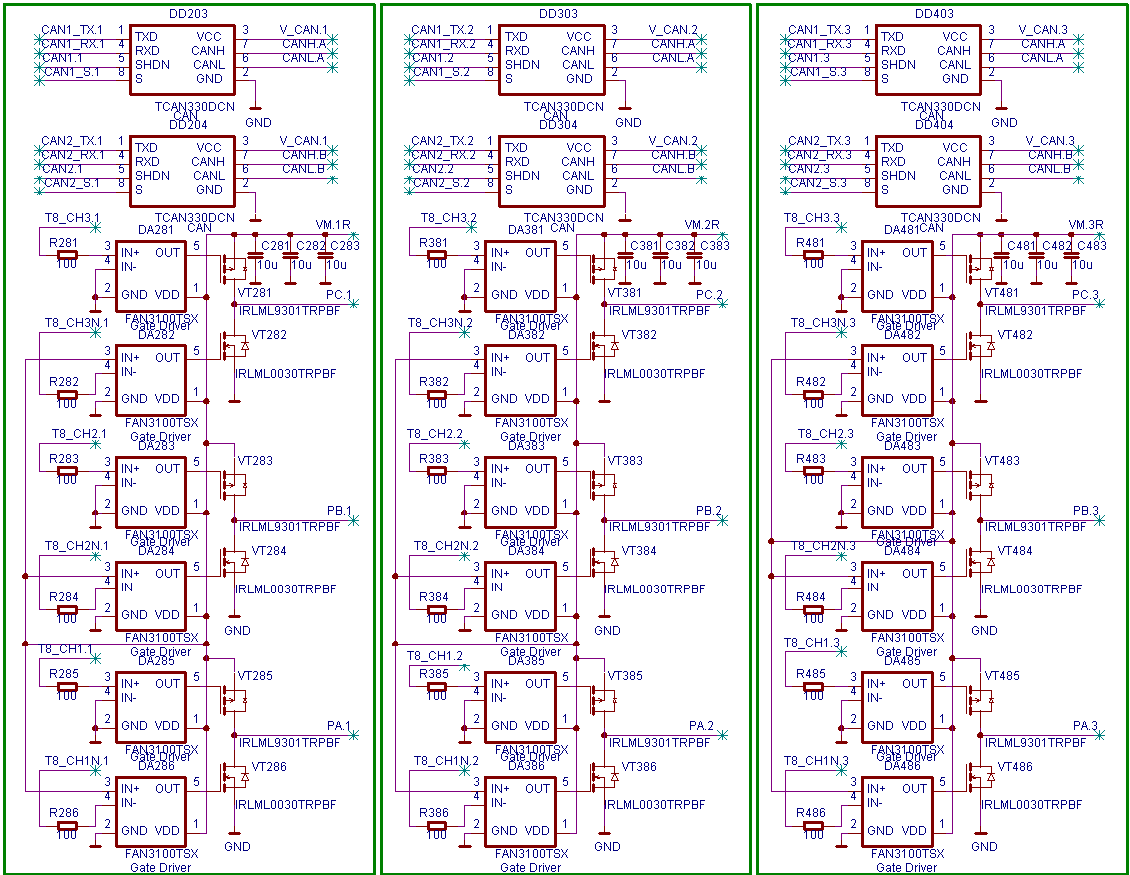 DD203
CAN1_TX.1 1 TXD VCC 3 V_CAN.1
CAN1_RX.1 4 RXD CANH 7 CANH.A
CAN1.1 5 SHDN CANL 6 CANL.A
CAN1_S.1 8 S GND 2
TCAN330DCN
CAN GND
DD204
CAN2_TX.1 1 TXD VCC 3 V_CAN.1
CAN2_RX.1 4 RXD CANH 7 CANH.B
CAN2.1 5 SHDN CANL 6 CANL.B
CAN2_S.1 8 S GND 2
TCAN330DCN
CAN
T8_CH3.1 DA281 VM.1R
R281 3 IN+ OUT 5 C281 C282 C283
100 4 IN- 10u 10u 10u
2 GND VDD 1 VT281 PC.1
FAN3100TSX IRLML9301TRPBF
Gate Driver
T8_CH3N.1 DA282 VT282
3 IN+ OUT 5
4 IN- IRLML0030TRPBF
R282
100 2 GND VDD 1
FAN3100TSX
Gate Driver
T8_CH2.1 DA283
R283 3 IN+ OUT 5 VT283
100 4 IN-
2 GND VDD 1 PB.1
FAN3100TSX IRLML9301TRPBF
Gate Driver
T8_CH2N.1 DA284 VT284
3 IN+ OUT 5
4 IN IRLML0030TRPBF
R284
100 2 GND VDD 1
FAN3100TSX GND
Gate Driver
T8_CH1.1 DA285
R285 3 IN+ OUT 5 VT285
100 4 IN-
2 GND VDD 1 PA.1
FAN3100TSX IRLML9301TRPBF
Gate Driver
T8_CH1N.1 DA286 VT286
3 IN+ OUT 5
4 IN- IRLML0030TRPBF
R286
100 2 GND VDD 1
FAN3100TSX GND
Gate Driver
DD303
CAN1_TX.2 1 TXD VCC 3 V_CAN.2
CAN1_RX.2 4 RXD CANH 7 CANH.A
CAN1.2 5 SHDN CANL 6 CANL.A
CAN1_S.2 8 S GND 2
TCAN330DCN
CAN GND
DD304
CAN2_TX.2 1 TXD VCC 3 V_CAN.2
CAN2_RX.2 4 RXD CANH 7 CANH.B
CAN2.2 5 SHDN CANL 6 CANL.B
CAN2_S.2 8 S GND 2
TCAN330DCN
CAN
T8_CH3.2 DA381 VM.2R
R381 3 IN+ OUT 5 C381 C382 C383
100 4 IN- 10u 10u 10u
2 GND VDD 1 VT381 PC.2
FAN3100TSX IRLML9301TRPBF
Gate Driver
T8_CH3N.2 DA382 VT382
3 IN+ OUT 5
4 IN- IRLML0030TRPBF
R382
100 2 GND VDD 1
FAN3100TSX
Gate Driver
T8_CH2.2 DA383
R383 3 IN+ OUT 5 VT383
100 4 IN-
2 GND VDD 1 PB.2
FAN3100TSX IRLML9301TRPBF
Gate Driver
T8_CH2N.2 DA384 VT384
3 IN+ OUT 5
4 IN IRLML0030TRPBF
R384
100 2 GND VDD 1
FAN3100TSX GND
Gate Driver
T8_CH1.2 DA385
R385 3 IN+ OUT 5 VT385
100 4 IN-
2 GND VDD 1 PA.2
FAN3100TSX IRLML9301TRPBF
Gate Driver
T8_CH1N.2 DA386 VT386
3 IN+ OUT 5
4 IN- IRLML0030TRPBF
R386
100 2 GND VDD 1
FAN3100TSX GND
Gate Driver
DD403
CAN1_TX.3 1 TXD VCC 3 V_CAN.3
CAN1_RX.3 4 RXD CANH 7 CANH.A
CAN1.3 5 SHDN CANL 6 CANL.A
CAN1_S.3 8 S GND 2
TCAN330DCN
CAN GND
DD404
CAN2_TX.3 1 TXD VCC 3 V_CAN.3
CAN2_RX.3 4 RXD CANH 7 CANH.B
CAN2.3 5 SHDN CANL 6 CANL.B
CAN2_S.3 8 S GND 2
TCAN330DCN
CAN
T8_CH3.3 DA481 VM.3R
R481 3 IN+ OUT 5 C481 C482 C483
100 4 IN- 10u 10u 10u
2 GND VDD 1 VT481 PC.3
FAN3100TSX IRLML9301TRPBF
Gate Driver
T8_CH3N.3 DA482 VT482
3 IN+ OUT 5
4 IN- IRLML0030TRPBF
R482
100 2 GND VDD 1
FAN3100TSX
Gate Driver
T8_CH2.3 DA483
R483 3 IN+ OUT 5 VT483
100 4 IN-
2 GND VDD 1 PB.3
FAN3100TSX IRLML9301TRPBF
Gate Driver
T8_CH2N.3 DA484 VT484
3 IN+ OUT 5
4 IN- IRLML0030TRPBF
R484
100 2 GND VDD 1
FAN3100TSX GND
Gate Driver
T8_CH1.3 DA485
R485 3 IN+ OUT 5 VT485
100 4 IN-
2 GND VDD 1 PA.3
FAN3100TSX IRLML9301TRPBF
Gate Driver
T8_CH1N.3 DA486 VT486
3 IN+ OUT 5
4 IN- IRLML0030TRPBF
R486
100 2 GND VDD 1
FAN3100TSX GND
Gate Driver